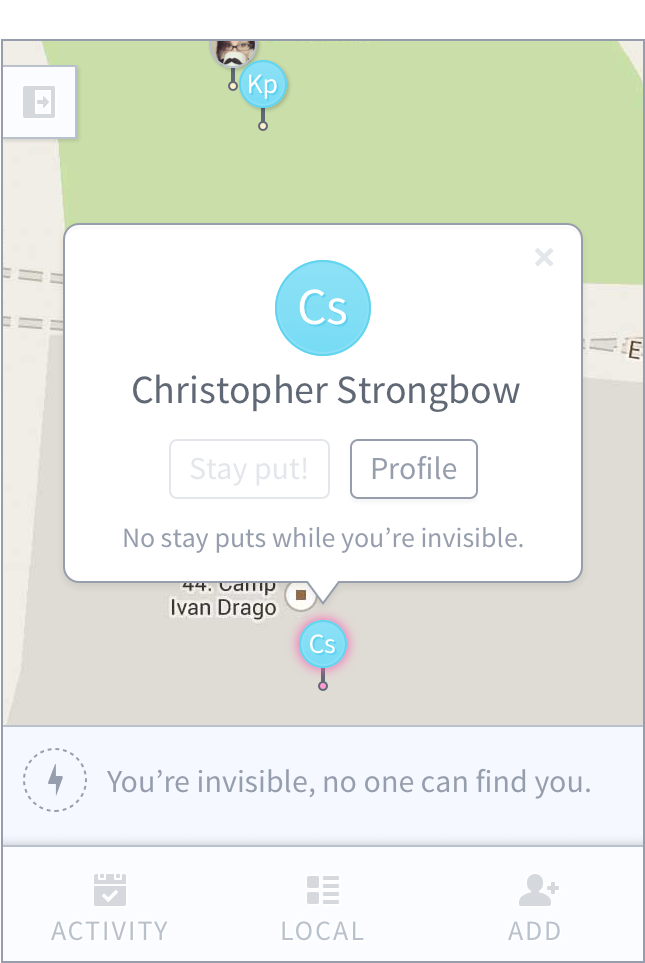 Kp
Cs
Christopher Strongbow
Stay put!
Profile
No stay puts while you’re invisible.
E
44. Camp
Ivan Drago
Cs
You’re invisible, no one can find you.
ACTIVITY
LOCAL
ADD